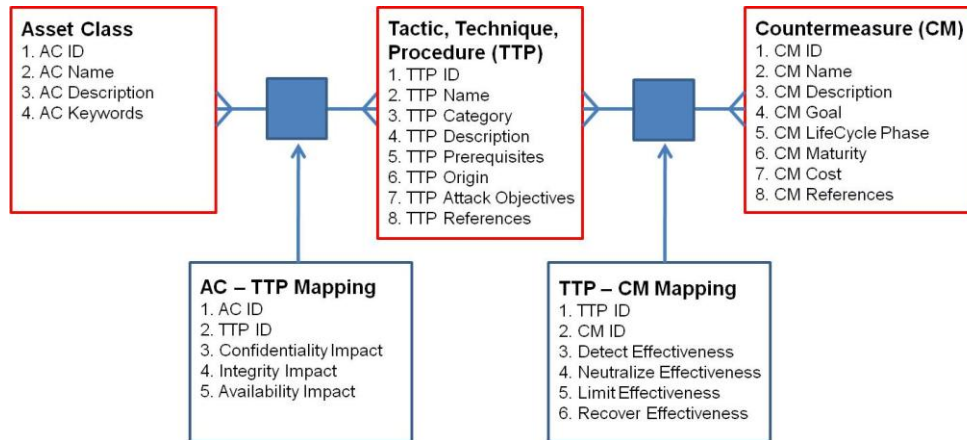 Asset Class
1. AC ID
2. AC Name
3. AC Description
4. AC Keywords
Tactic, Technique,
Procedure (TTP)
1. TTP ID
2. TTP Name
3. TTP Category
4. TTP Description
5. TTP Prerequisites
6. TTP Origin
7. TTP Attack Objectives
8. TTP References
Countermeasure (CM)
1. CM ID
2. CM Name
3. CM Description
4. CM Goal
5. CM LifeCycle Phase
6. CM Maturity
7. CM Cost
8. CM References
AC – TTP Mapping
1. AC ID
2. TTP ID
3. Confidentiality Impact
4. Integrity Impact
5. Availability Impact
TTP – CM Mapping
1. TTP ID
2. CM ID
3. Detect Effectiveness
4. Neutralize Effectiveness
5. Limit Effectiveness
6. Recover Effectiveness